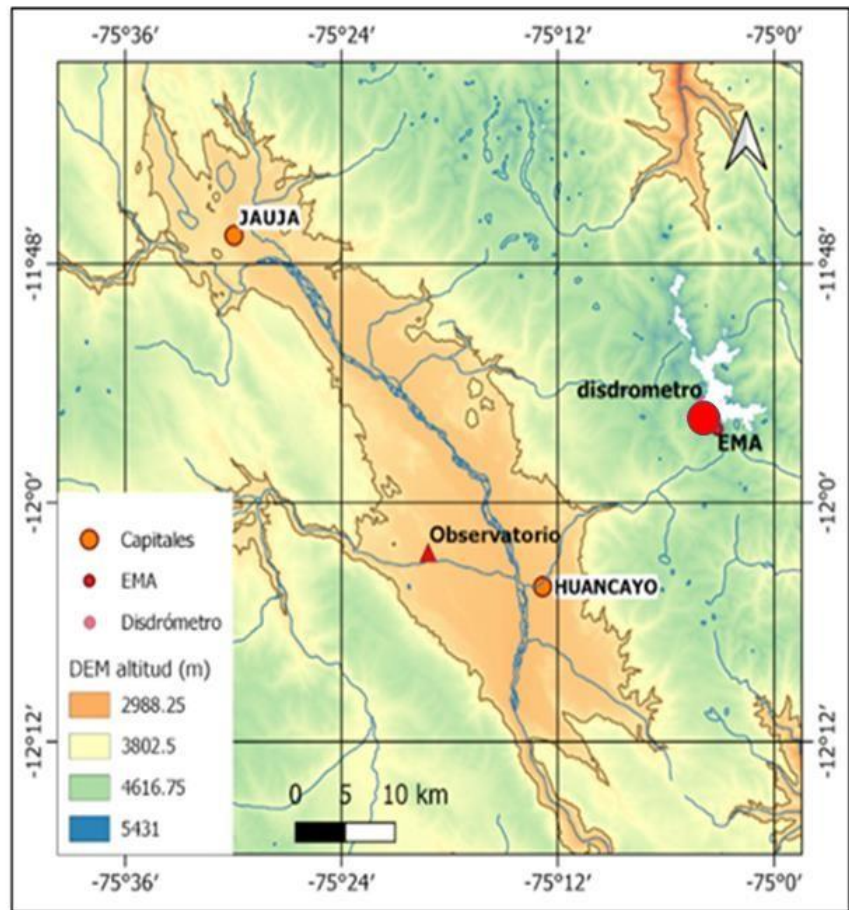 -75°36′ -75°24′ -75°12′ -75°0′
JAUJA
-11°48′ -11°48′
disdrometro
EMA
-12°0′ -12°0′
Observatorio
HUANCAYO
Capitales
EMA
Disdrómetro
DEM altitud (m)
2988.25
3802.5
4616.75
5431
-12°12′ -12°12′
0 5 10 km
-75°36′ -75°24′ -75°12′ -75°0′